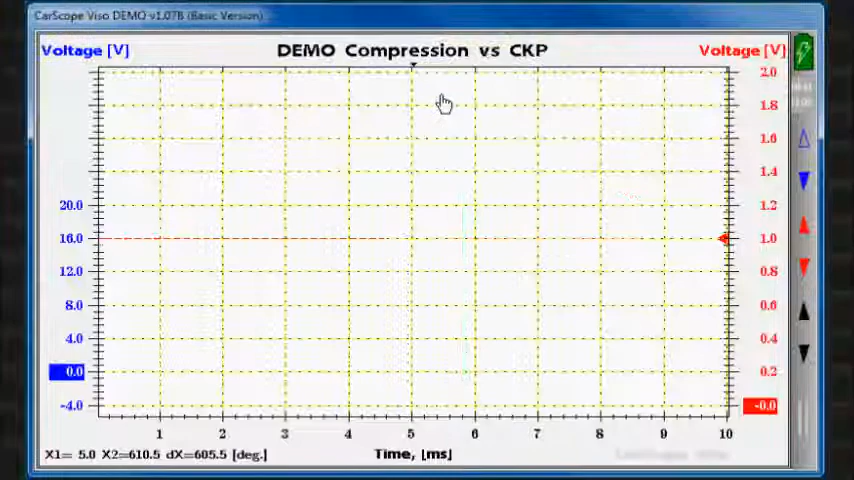 CarScope Viso DEMO v1.07B (Basic Version)
Voltage [V] DEMO Compression vs CKP Voltage [V]
2.0
1.8
1.6
1.4
20.0 1.2
16.0 1.0
12.0 0.8
8.0 0.6
4.0 0.4
0.0 0.2
-4.0 -0.0
1 2 3 4 5 6 7 8 9 10
X1= 5.0 X2=610.5 dX=605.5 [deg.] Time, [ms]